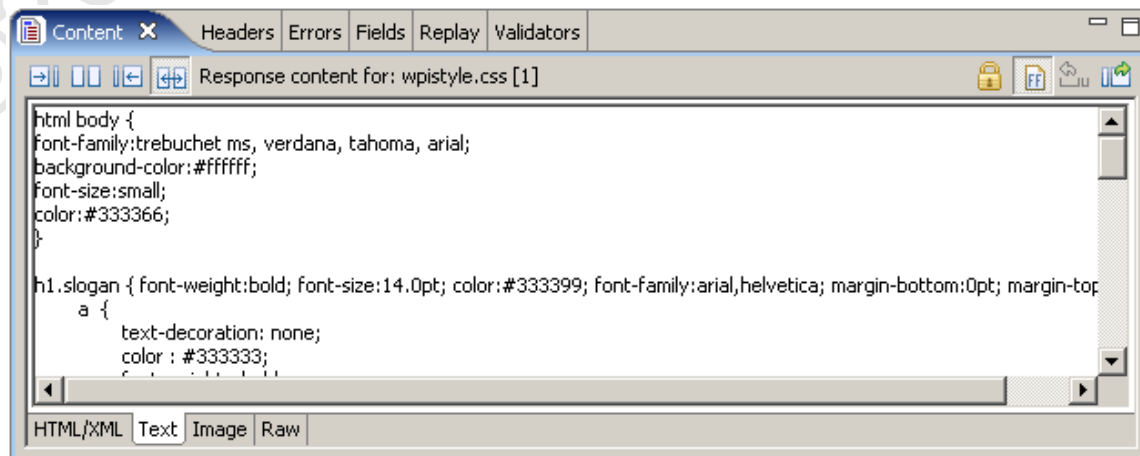 Content Headers Errors Fields Replay Validators
Response content for: wpistyle.css [1] FF
html body {
font-family:trebuchet ms, verdana, tahoma, arial;
background-color:#ffffff;
font-size:small;
color:#333366;
}
h1.slogan { font-weight:bold; font-size:14.0pt; color:#333399; font-family:arial,helvetica; margin-bottom:0pt; margin-top
a {
text-decoration: none;
color : #333333;
HTML/XML Text Image Raw